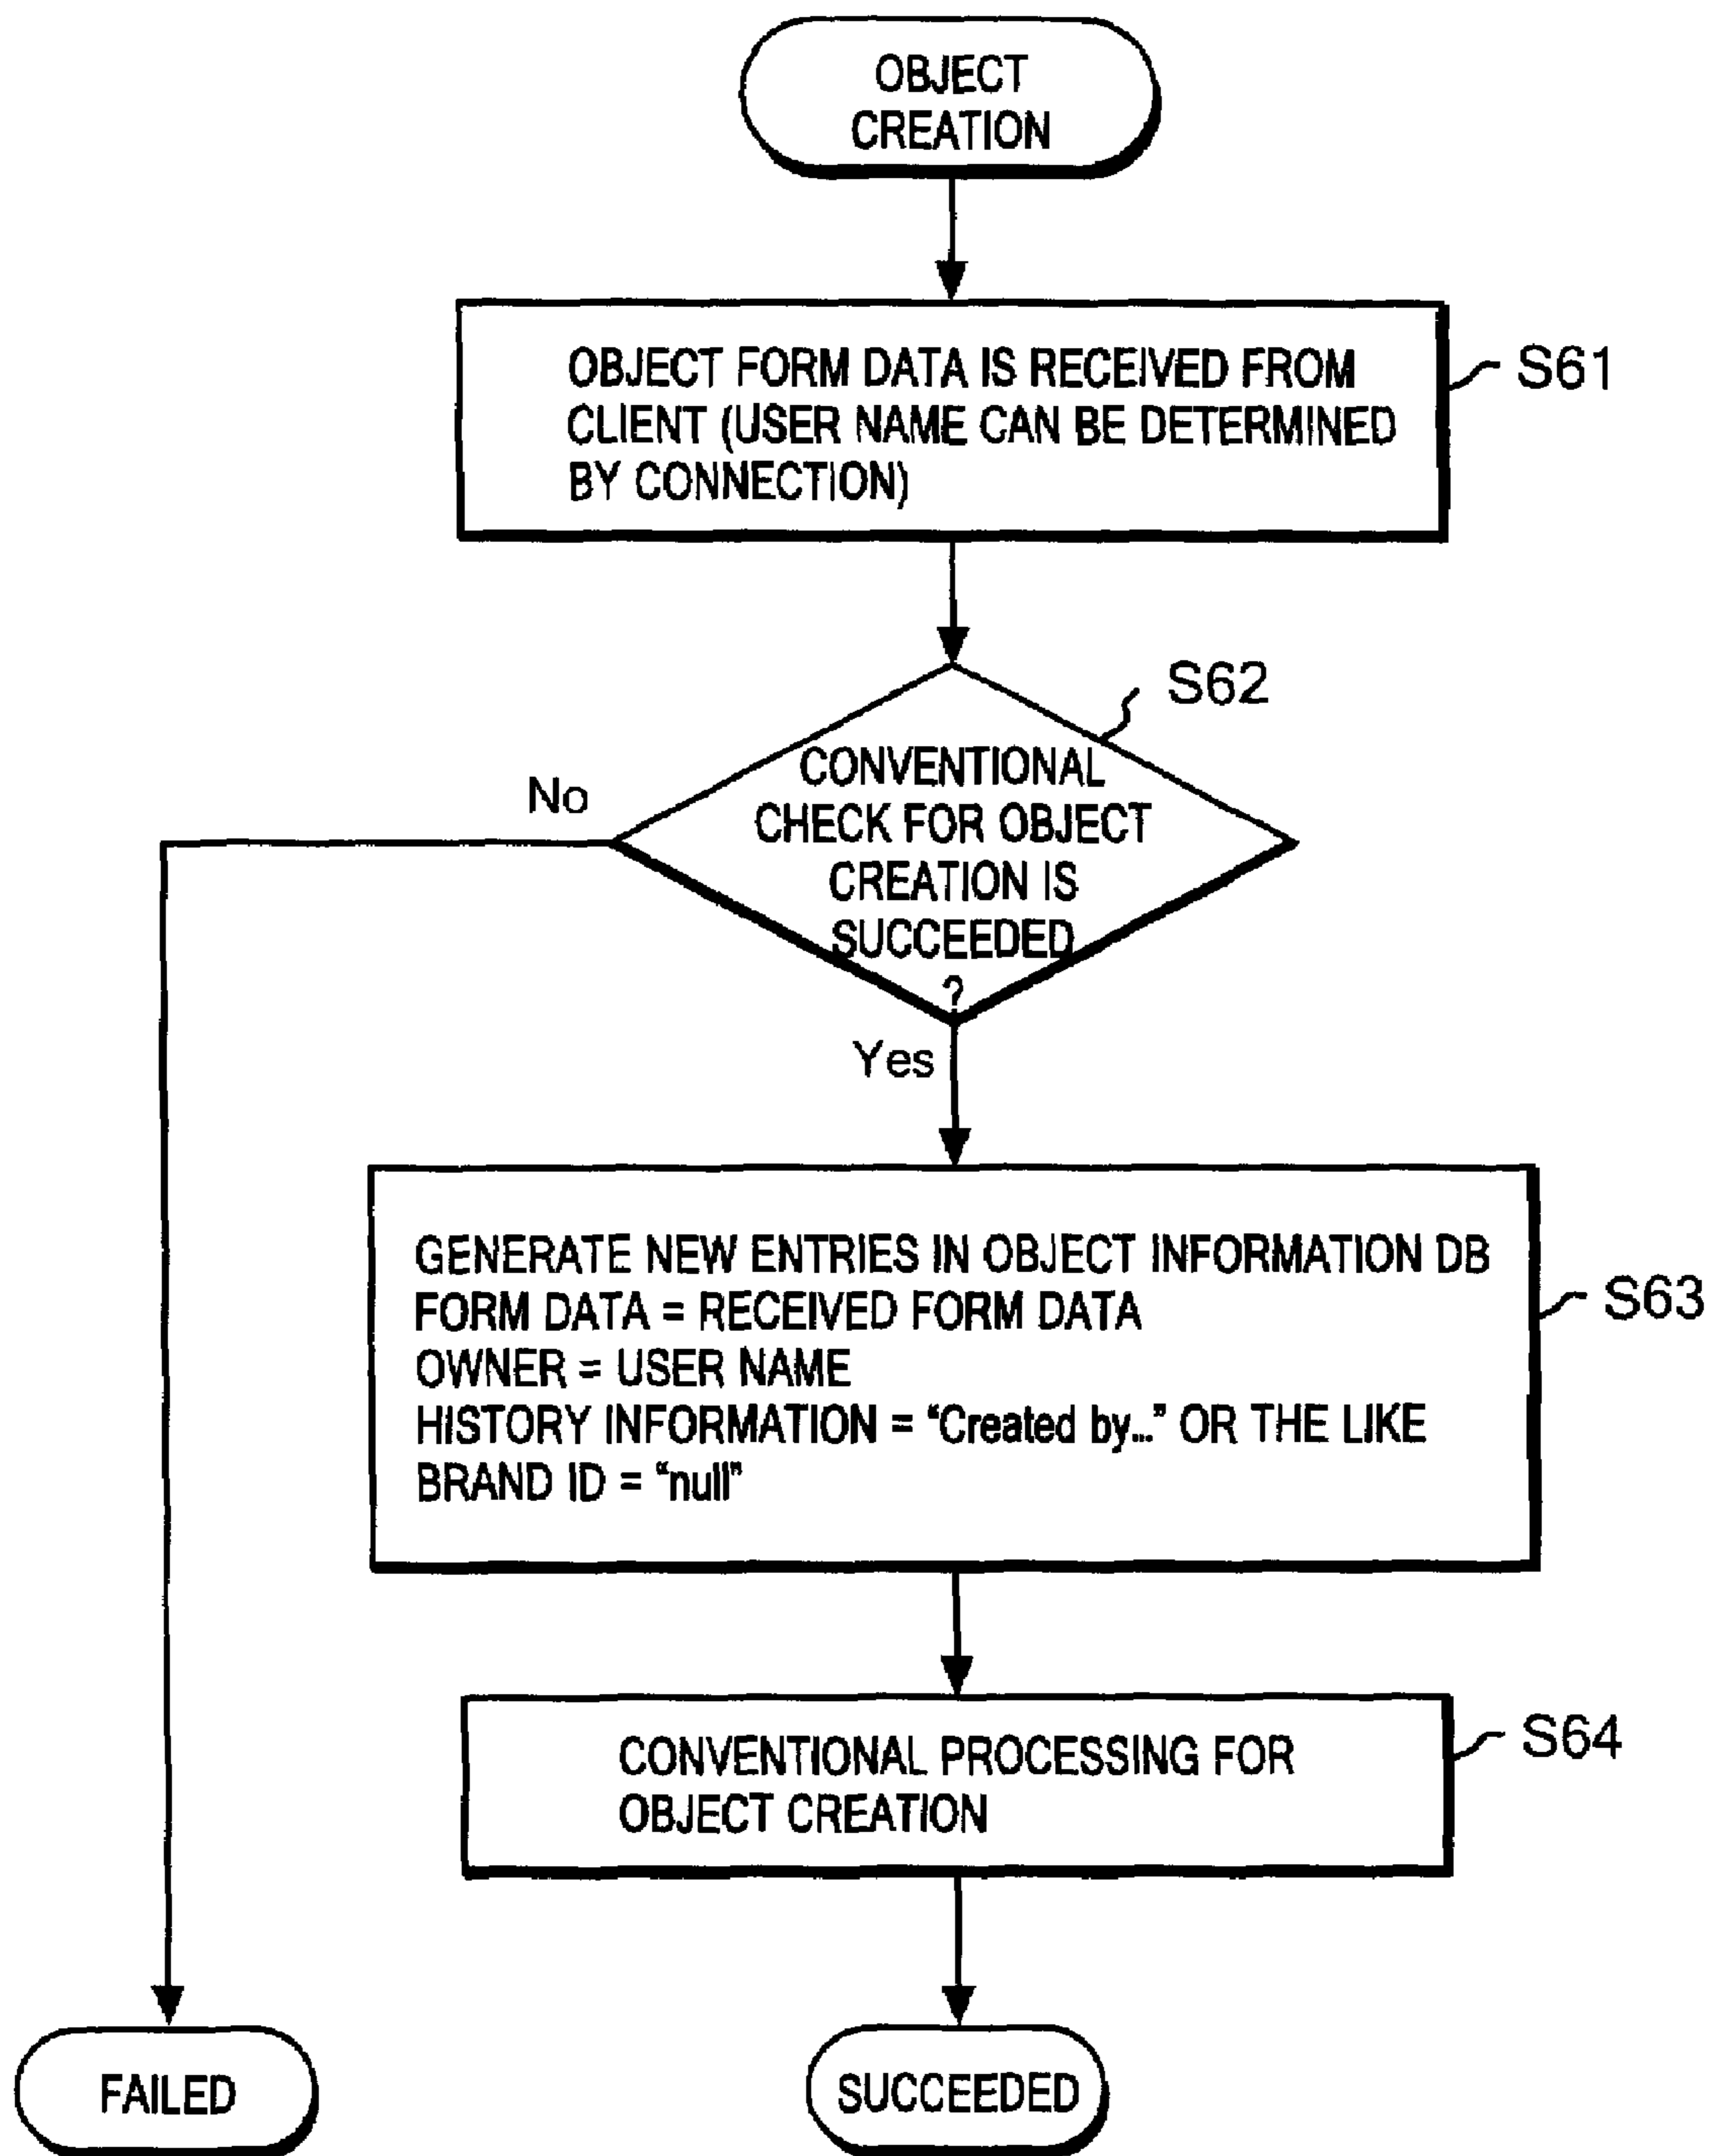 OBJECT
CREATION
OBJECT FORM DATA IS RECEIVED FROM
CLIENT (USER NAME CAN BE DETERMINED
BY CONNECTION)
S61
S62
CONVENTIONAL
CHECK FOR OBJECT
CREATION IS
SUCCEEDED
?
No
Yes
GENERATE NEW ENTRIES IN OBJECT INFORMATION DB
FORM DATA = RECEIVED FORM DATA
OWNER = USER NAME
HISTORY INFORMATION = “Created by...” OR THE LIKE
BRAND ID = “null”
S63
CONVENTIONAL PROCESSING FOR
OBJECT CREATION
S64
FAILED
SUCCEEDED